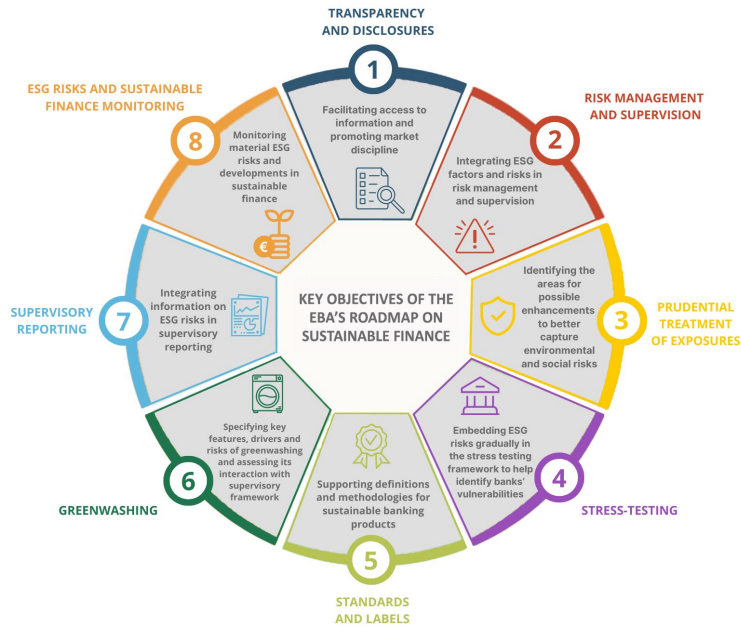 TRANSPARENCY
AND DISCLOSURES
1
Facilitating access to
information and
promoting market
discipline
RISK MANAGEMENT
AND SUPERVISION
2
Integrating ESG
factors and risks in
risk management
and supervision
PRUDENTIAL
TREATMENT
OF EXPOSURES
3
Identifying the
areas for
possible
enhancements
to better
capture
environmental
and social risks
STRESS-TESTING
4
Embedding ESG
risks gradually in
the stress testing
framework to help
identify banks'
vulnerabilities
STANDARDS
AND LABELS
5
Supporting definitions
and methodologies for
sustainable banking
products
GREENWASHING
6
Specifying key
features, drivers and
risks of greenwashing
and assessing its
interaction with
supervisory
framework
SUPERVISORY
REPORTING
7
Integrating
information on
ESG risks in
supervisory
reporting
ESG RISKS AND SUSTAINABLE
FINANCE MONITORING
8
Monitoring
material ESG
risks and
developments in
sustainable
finance
€
KEY OBJECTIVES OF THE
EBA'S ROADMAP ON
SUSTAINABLE FINANCE